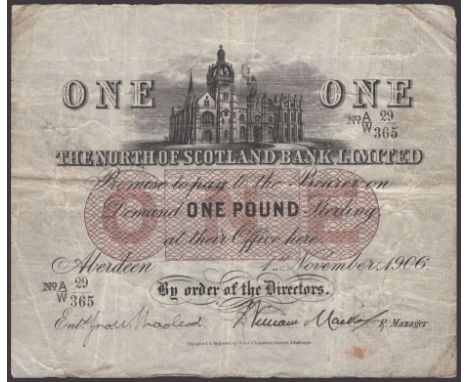 ONE ONE
No A/W 29/365
THE NORTH OF SCOTLAND BANK, LIMITED
Promise to pay to the Bearer on
Demand ONE POUND Sterling
at their Office here
Aberdeen 1st November, 1906
No A/W 29/365
By order of the Directors.
Entd.
p. Manager